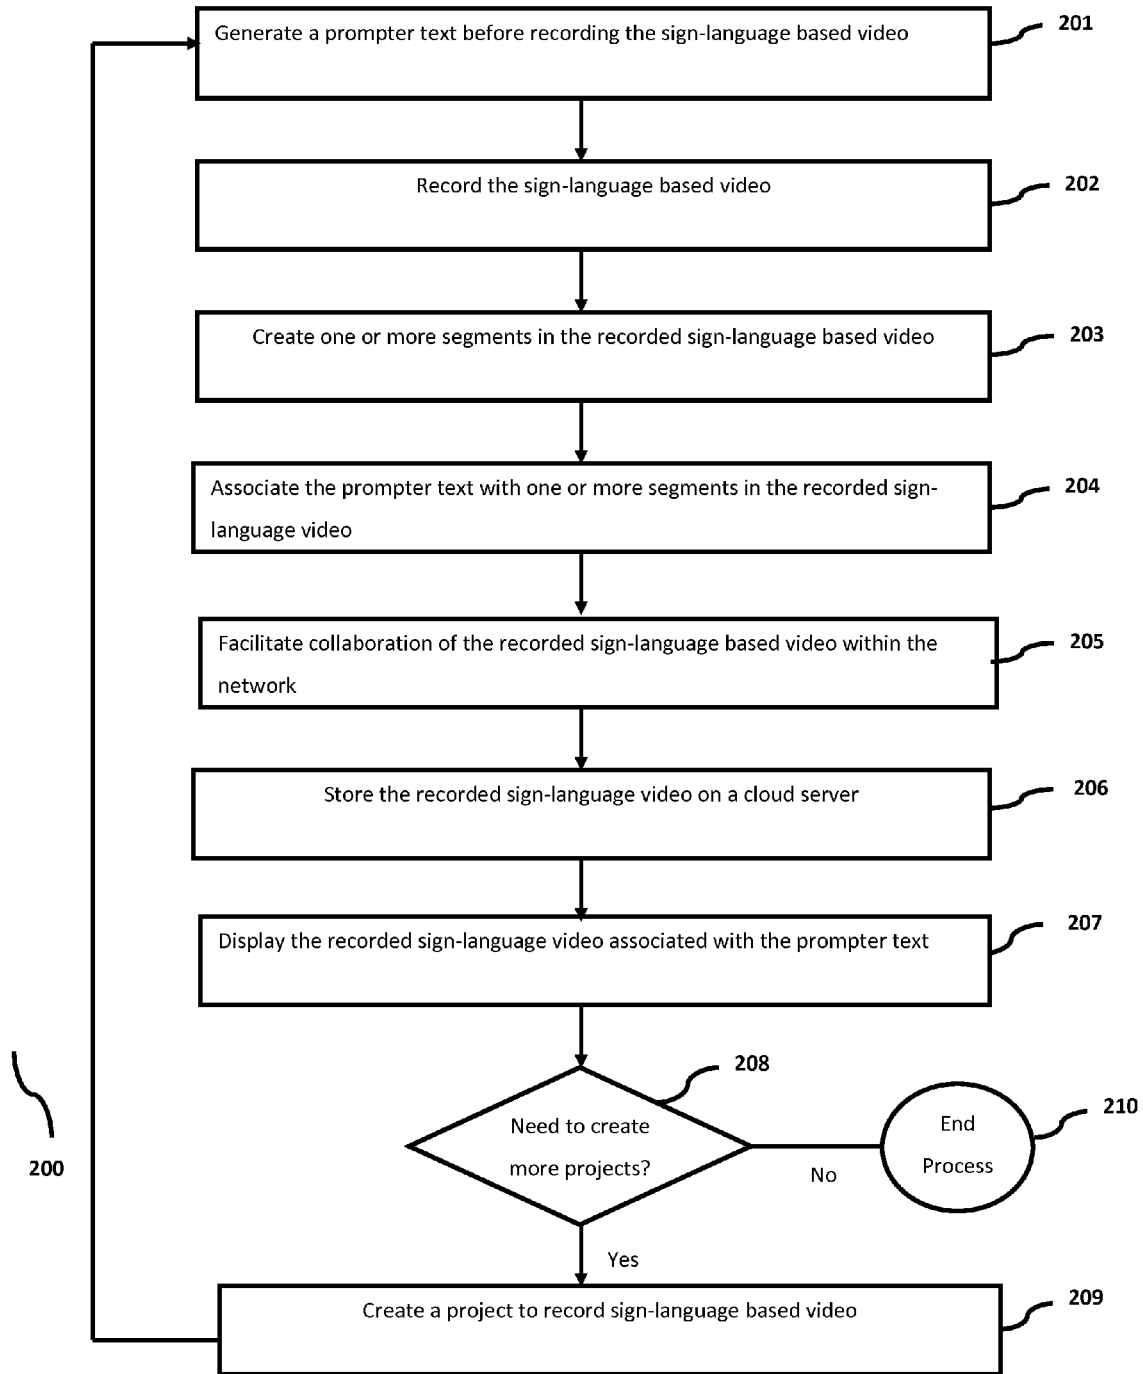 Generate a prompter text before recording the sign-language based video
201
Record the sign-language based video
202
Create one or more segments in the recorded sign-language based video
203
Associate the prompter text with one or more segments in the recorded sign-
language video
204
Facilitate collaboration of the recorded sign-language based video within the
network
205
Store the recorded sign-language video on a cloud server
206
Display the recorded sign-language video associated with the prompter text
207
208
Need to create
more projects?
No
End
Process
210
200
Yes
Create a project to record sign-language based video
209